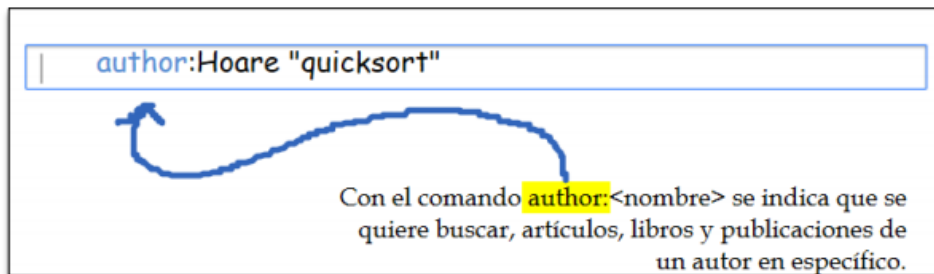 author:Hoare "quicksort"
Con el comando author:<nombre> se indica que se
quiere buscar, artículos, libros y publicaciones de
un autor en específico.